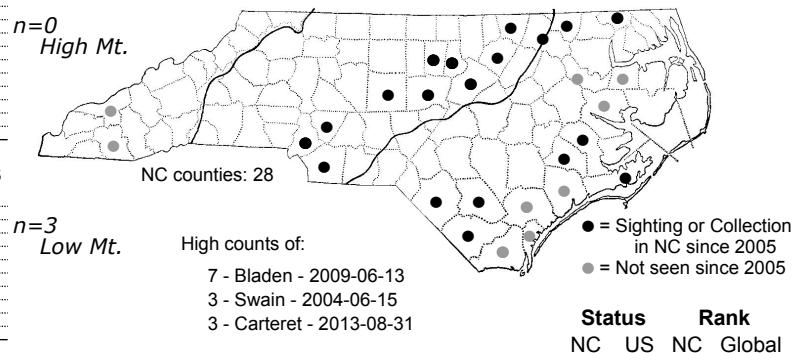 n=0
High Mt.
NC counties: 28
n=3
Low Mt.
High counts of:
7 - Bladen - 2009-06-13
3 - Swain - 2004-06-15
3 - Carteret - 2013-08-31
= Sighting or Collection
in NC since 2005
= Not seen since 2005
Status Rank
NC US NC Global